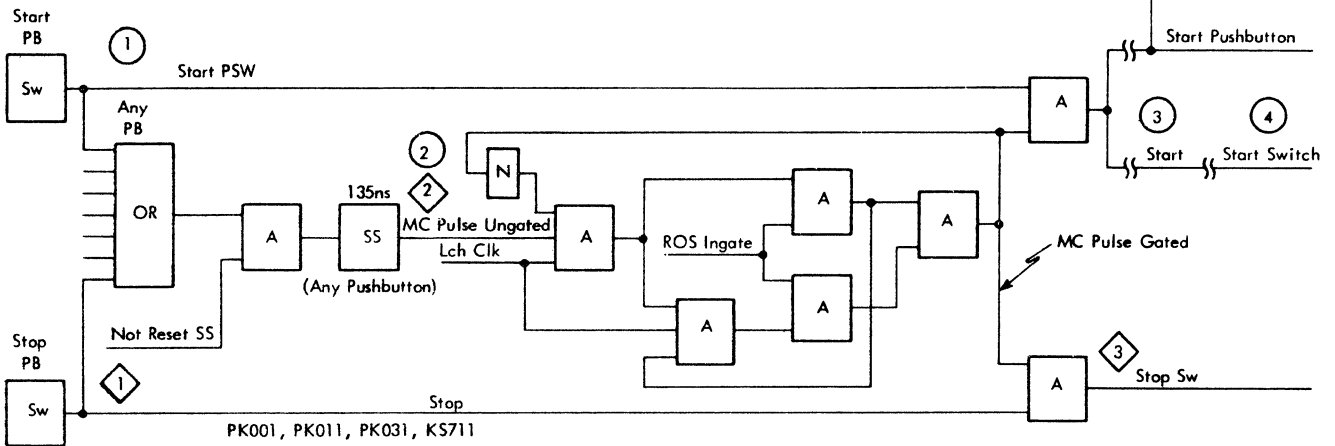 Start
PB
Sw
1
Start PSW
Any
PB
OR
A
135ns
SS
(Any Pushbutton)
2
2
MC Pulse Ungated
Lch Clk
N
A
A
ROS Ingate
A
A
A
MC Pulse Gated
A
Start Pushbutton
3
4
Start
Start Switch
Not Reset SS
Stop
PB
Sw
1
Stop
A
3
Stop Sw
PK001, PK011, PK031, KS711